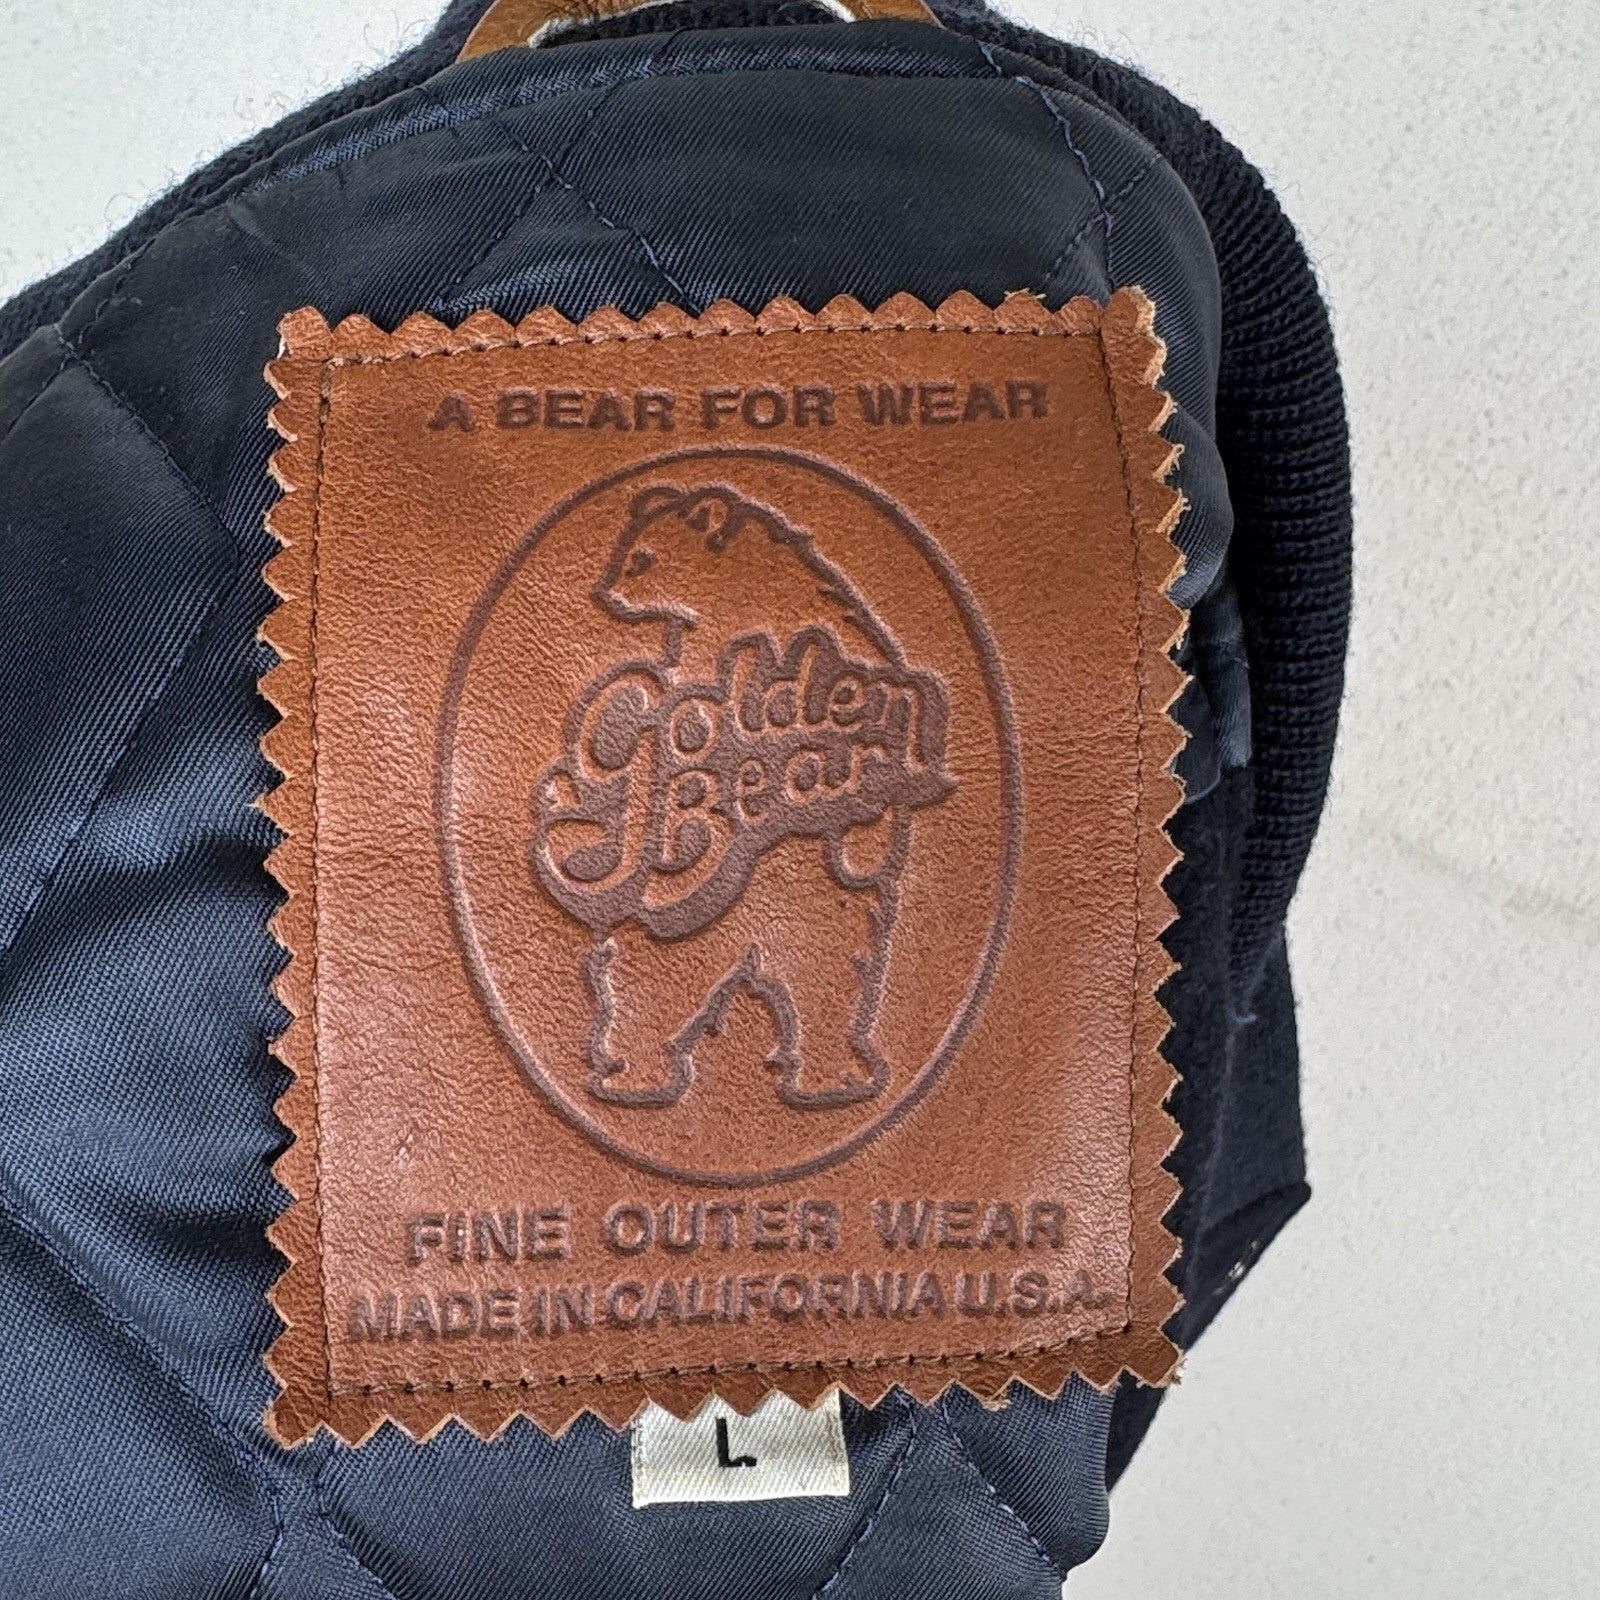 A BEAR FOR WEAR
Golden
Bear
FINE OUTER WEAR
MADE IN CALIFORNIA U.S.A.
L